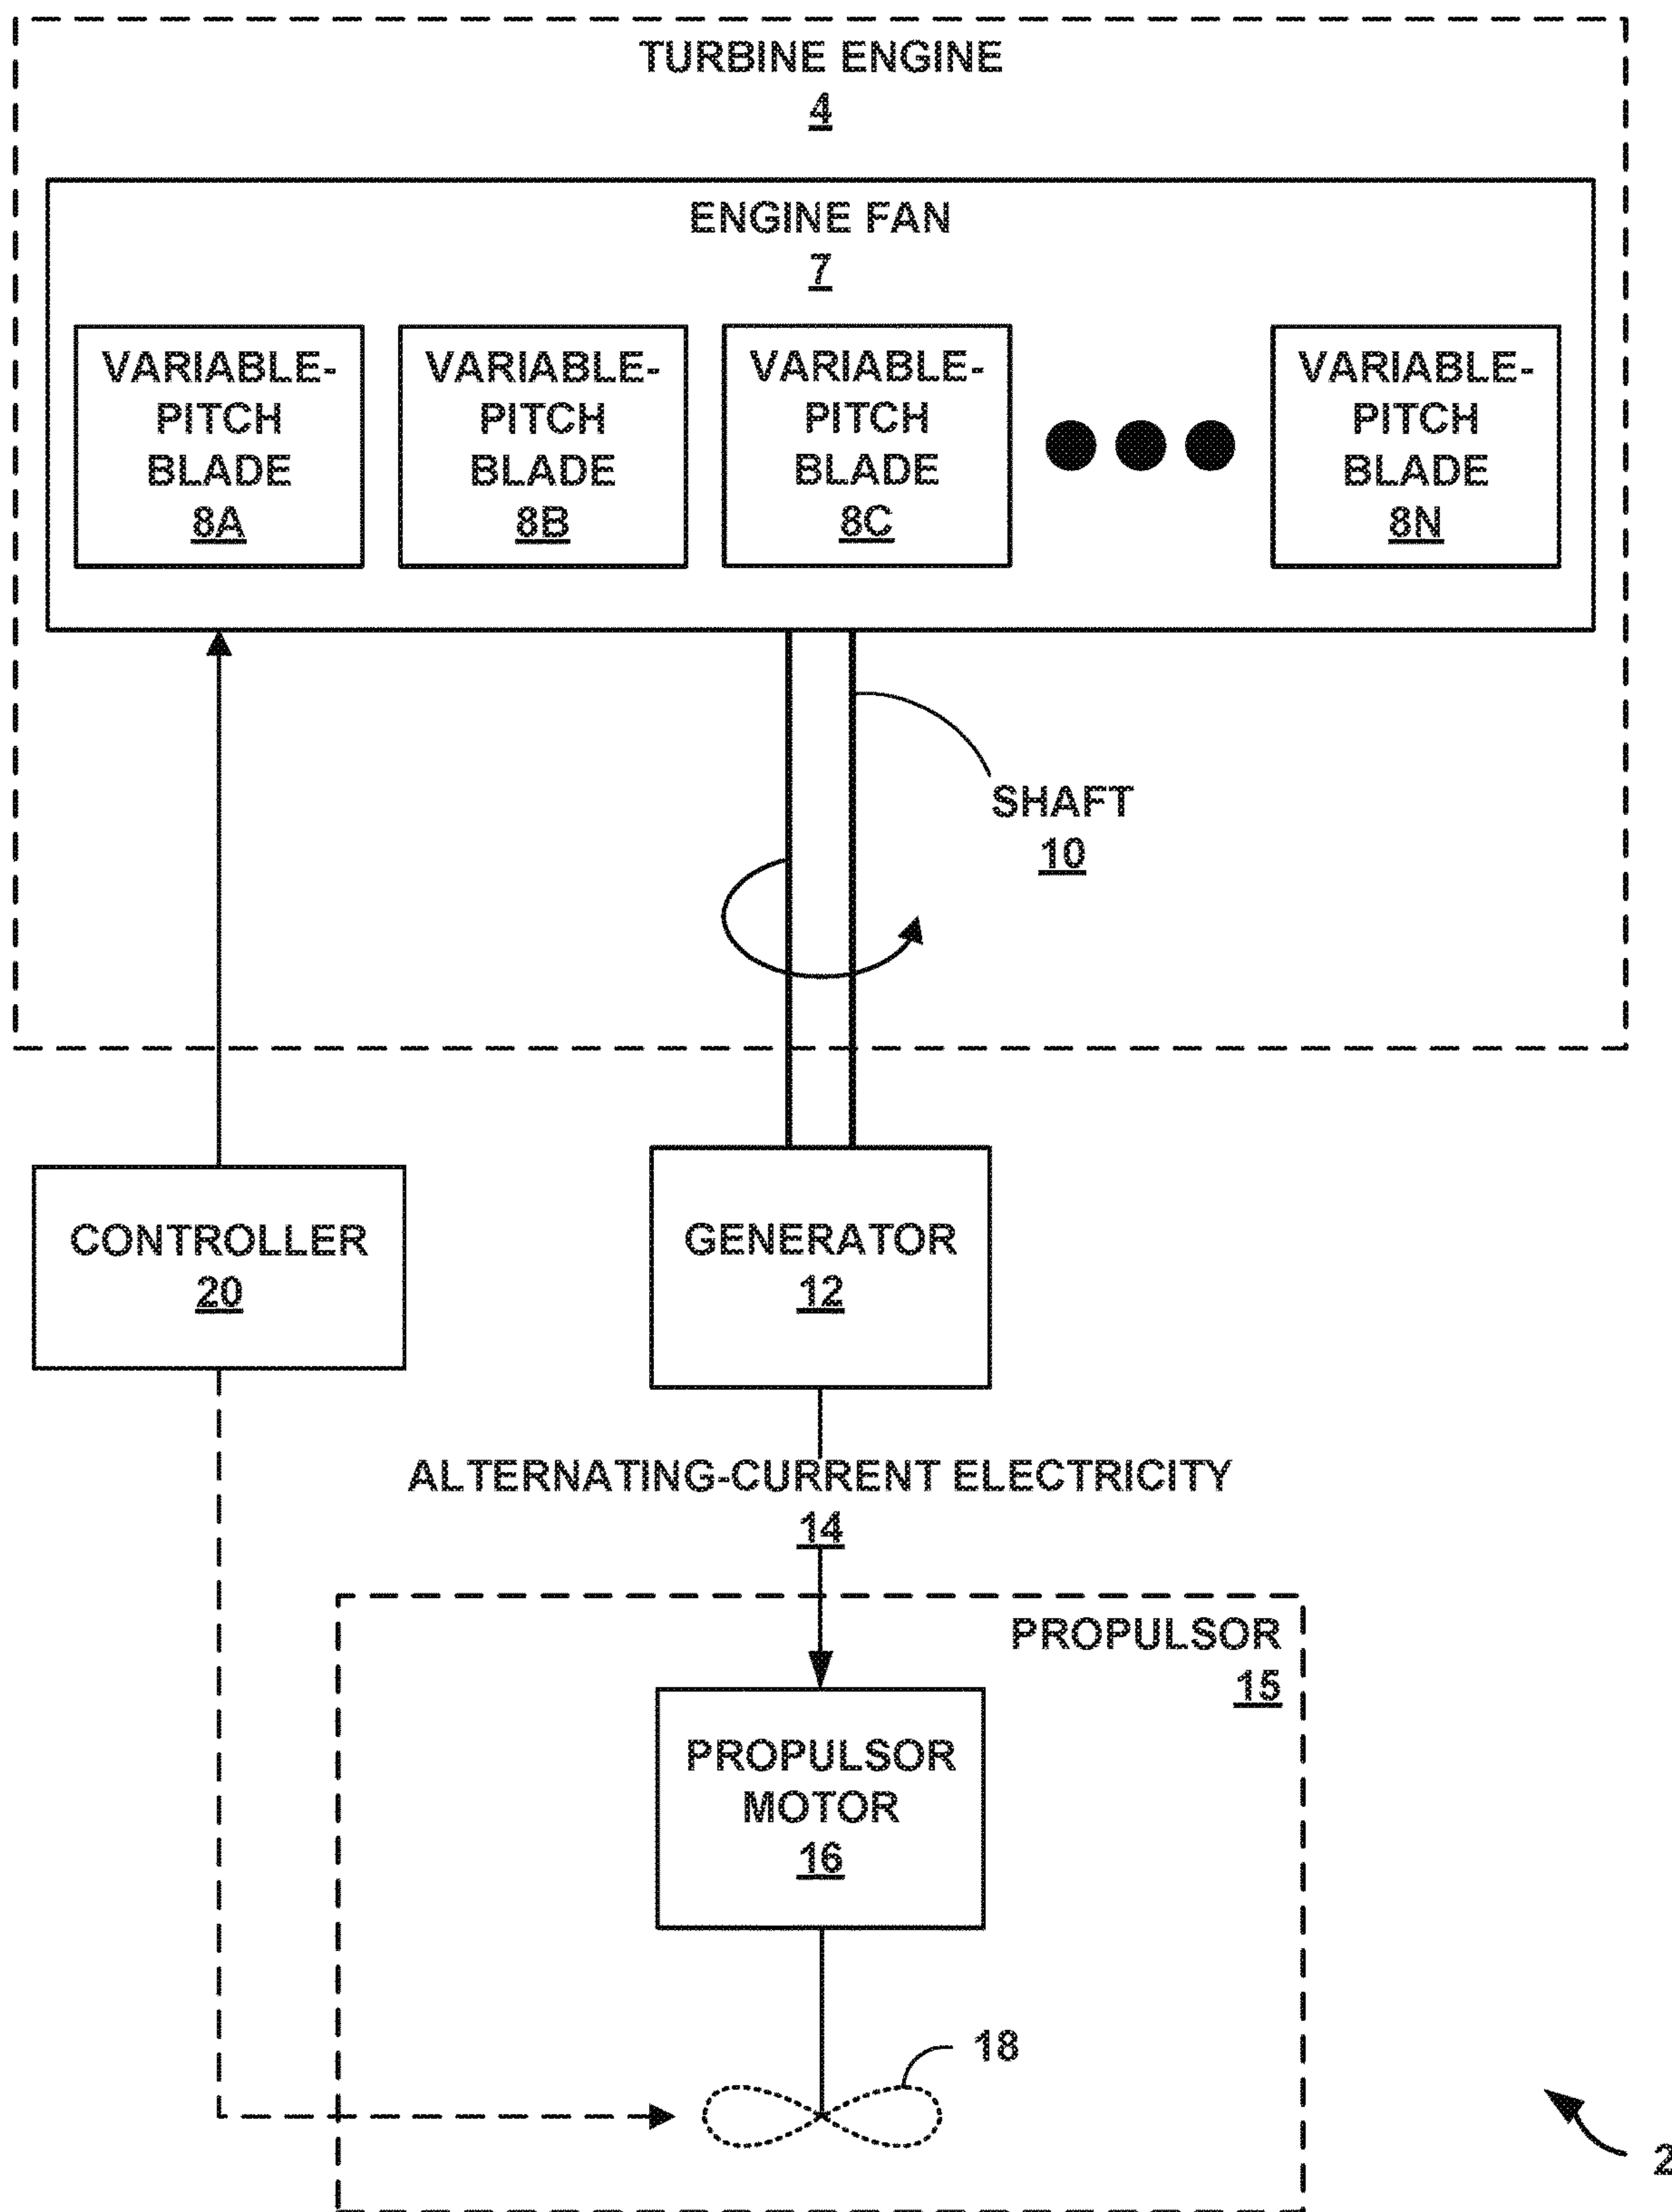 TURBINE ENGINE
4
ENGINE FAN
7
VARIABLE-
PITCH
BLADE
8A
VARIABLE-
PITCH
BLADE
8B
VARIABLE-
PITCH
BLADE
8C
VARIABLE-
PITCH
BLADE
8N
SHAFT
10
CONTROLLER
20
GENERATOR
12
ALTERNATING-CURRENT ELECTRICITY
14
PROPULSOR
15
PROPULSOR
MOTOR
16
18
2